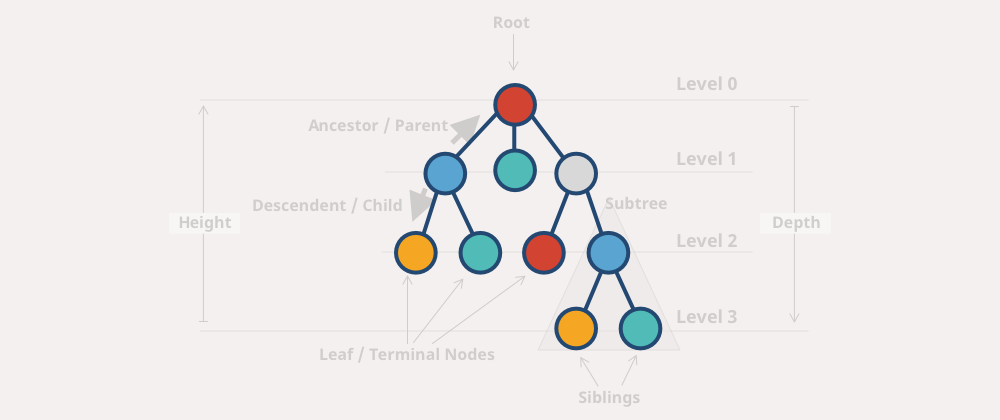 Root
Level 0
Ancestor / Parent
Level 1
Descendent / Child
Subtree
Height
Depth
Level 2
Level 3
Leaf / Terminal Nodes
Siblings